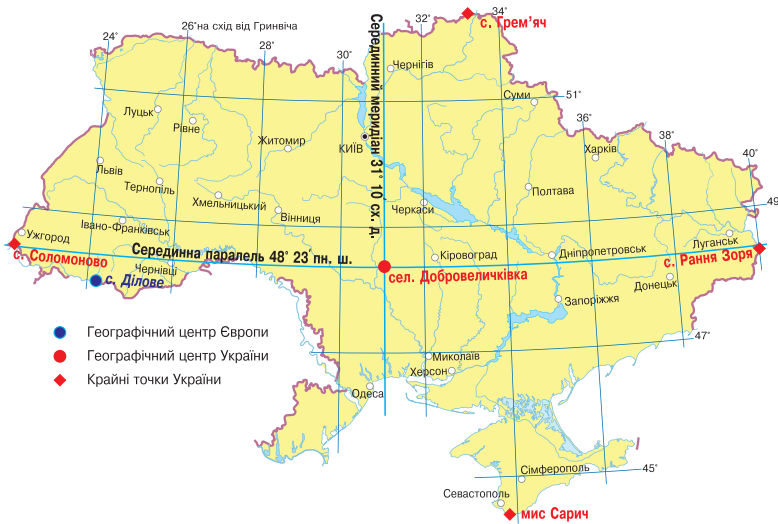 26°на схід від Гринвіча
32°
34°
с. Грем’яч
24°
28°
30°
Серединний меридіан 31° 10' сх. д.
Чернігів
Суми
51°
Луцьк
Рівне
Житомир
КИЇВ
36°
38°
40°
Харків
Львів
Тернопіль
Хмельницький
Вінниця
Черкаси
Полтава
49°
Івано-Франківськ
Ужгород
с. Соломоново
Серединна паралель 48° 23' пн. ш.
Чернівці
с. Ділове
Кіровоград
сел. Добровеличківка
Дніпропетровськ
Луганськ
с. Рання Зоря
Донецьк
Запоріжжя
47°
Географічний центр Європи
Географічний центр України
Крайні точки України
Миколаїв
Херсон
Одеса
Сімферополь
45°
Севастополь
мис Сарич